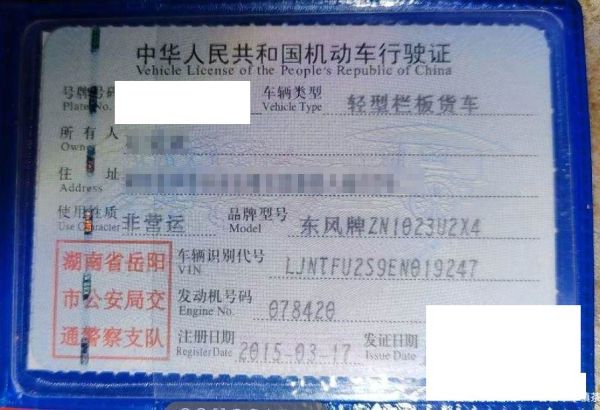 中华人民共和国机动车行驶证
Vehicle License of the People's Republic of China
号牌号码
Plate No.
车辆类型 轻型栏板货车
Vehicle Type
所有人
Owner
住址
Address
使用性质 非营运 品牌型号 东风牌ZN1023U2X4
Use Character Model
湖南省岳阳
市公安局交
通警察支队
车辆识别代号 LJNTFU2S9EN019247
VIN
发动机号码 078420
Engine No.
注册日期 2015-03-17 发证日期
Register Date Issue Date